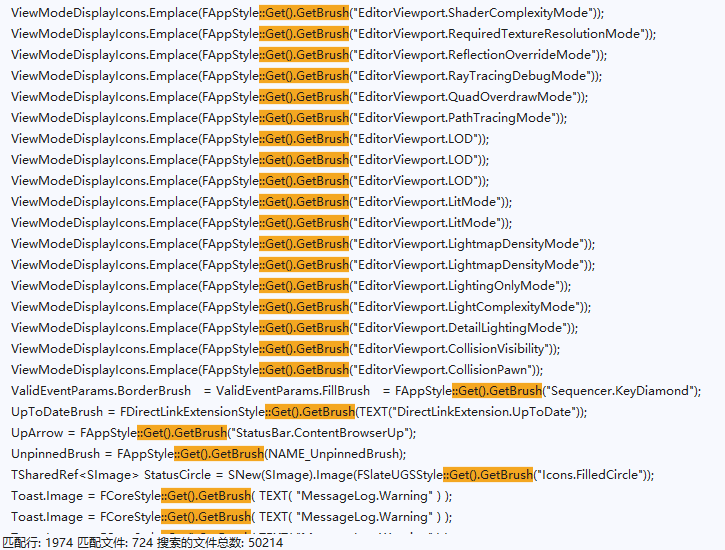 ViewModeDisplayIcons.Emplace(FAppStyle::Get().GetBrush("EditorViewport.ShaderComplexityMode"));
ViewModeDisplayIcons.Emplace(FAppStyle::Get().GetBrush("EditorViewport.RequiredTextureResolutionMode"));
ViewModeDisplayIcons.Emplace(FAppStyle::Get().GetBrush("EditorViewport.ReflectionOverrideMode"));
ViewModeDisplayIcons.Emplace(FAppStyle::Get().GetBrush("EditorViewport.RayTracingDebugMode"));
ViewModeDisplayIcons.Emplace(FAppStyle::Get().GetBrush("EditorViewport.QuadOverdrawMode"));
ViewModeDisplayIcons.Emplace(FAppStyle::Get().GetBrush("EditorViewport.PathTracingMode"));
ViewModeDisplayIcons.Emplace(FAppStyle::Get().GetBrush("EditorViewport.LOD"));
ViewModeDisplayIcons.Emplace(FAppStyle::Get().GetBrush("EditorViewport.LOD"));
ViewModeDisplayIcons.Emplace(FAppStyle::Get().GetBrush("EditorViewport.LOD"));
ViewModeDisplayIcons.Emplace(FAppStyle::Get().GetBrush("EditorViewport.LitMode"));
ViewModeDisplayIcons.Emplace(FAppStyle::Get().GetBrush("EditorViewport.LitMode"));
ViewModeDisplayIcons.Emplace(FAppStyle::Get().GetBrush("EditorViewport.LightmapDensityMode"));
ViewModeDisplayIcons.Emplace(FAppStyle::Get().GetBrush("EditorViewport.LightmapDensityMode"));
ViewModeDisplayIcons.Emplace(FAppStyle::Get().GetBrush("EditorViewport.LightingOnlyMode"));
ViewModeDisplayIcons.Emplace(FAppStyle::Get().GetBrush("EditorViewport.LightComplexityMode"));
ViewModeDisplayIcons.Emplace(FAppStyle::Get().GetBrush("EditorViewport.DetailLightingMode"));
ViewModeDisplayIcons.Emplace(FAppStyle::Get().GetBrush("EditorViewport.CollisionVisibility"));
ViewModeDisplayIcons.Emplace(FAppStyle::Get().GetBrush("EditorViewport.CollisionPawn"));
ValidEventParams.BorderBrush = ValidEventParams.FillBrush = FAppStyle::Get().GetBrush("Sequencer.KeyDiamond");
UpToDateBrush = FDirectLinkExtensionStyle::Get().GetBrush(TEXT("DirectLinkExtension.UpToDate"));
UpArrow = FAppStyle::Get().GetBrush("StatusBar.ContentBrowserUp");
UnpinnedBrush = FAppStyle::Get().GetBrush(NAME_UnpinnedBrush);
TSharedRef<SImage> StatusCircle = SNew(SImage).Image(FSlateUGSStyle::Get().GetBrush("Icons.FilledCircle"));
Toast.Image = FCoreStyle::Get().GetBrush( TEXT( "MessageLog.Warning" ) );
Toast.Image = FCoreStyle::Get().GetBrush( TEXT( "MessageLog.Warning" ) );
匹配行: 1974 匹配文件: 724 搜索的文件总数: 50214